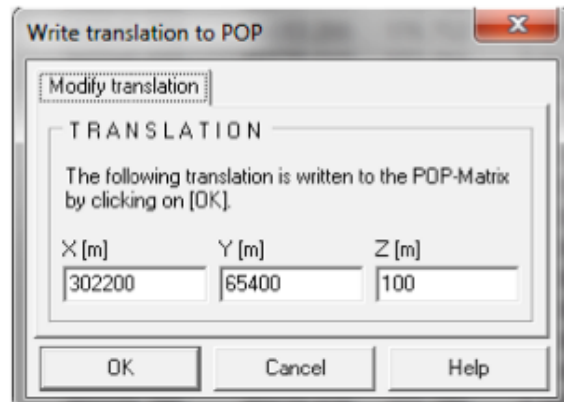 Write translation to POP
Modify translation
TRANSLATION
The following translation is written to the POP-Matrix
by clicking on [OK].
X [m] Y [m] Z [m]
302200 65400 100
OK Cancel Help